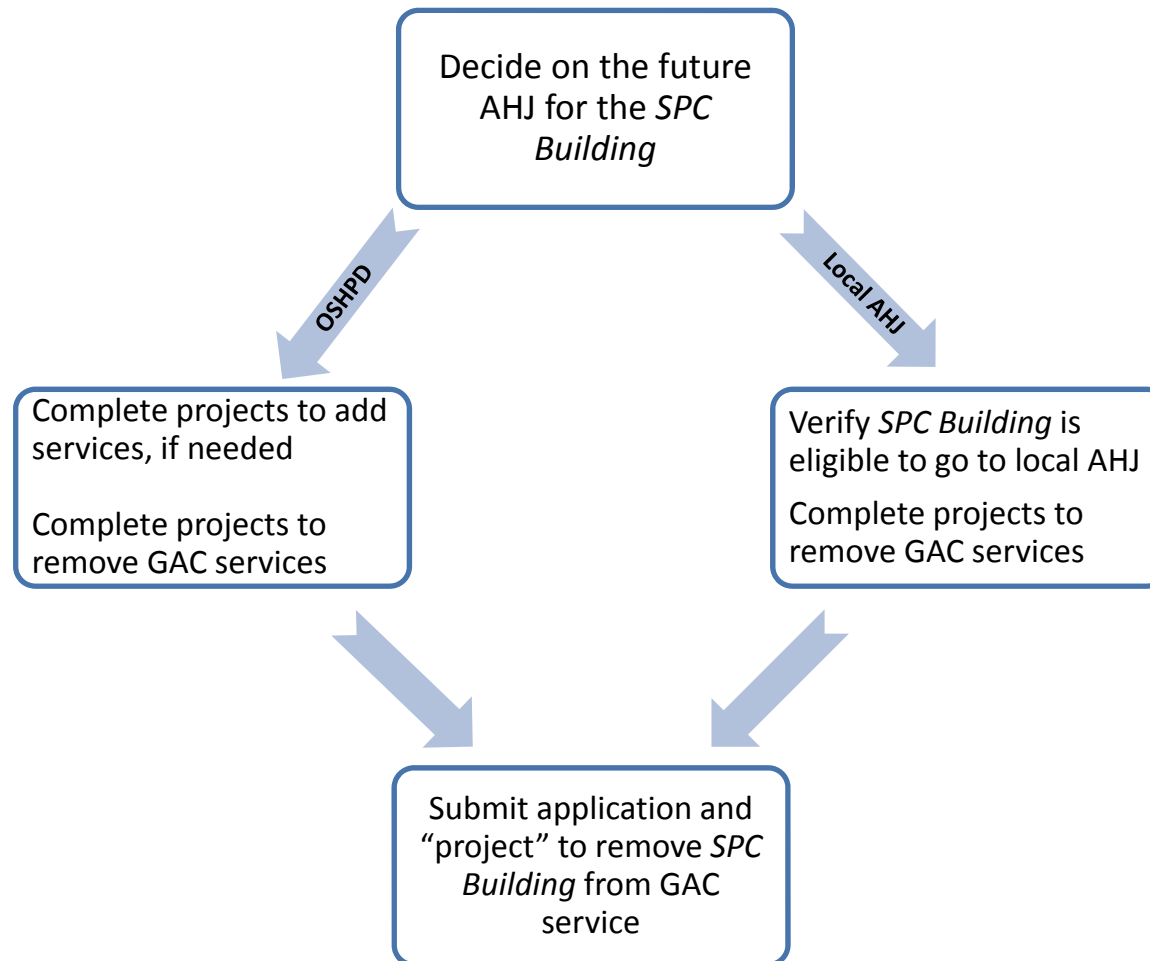 Decide on the future
AHJ for the SPC
Building
OSHPD
Local AHJ
Complete projects to add
services, if needed
Complete projects to
remove GAC services
Verify SPC Building is
eligible to go to local AHJ
Complete projects to
remove GAC services
Submit application and
“project” to remove SPC
Building from GAC
service